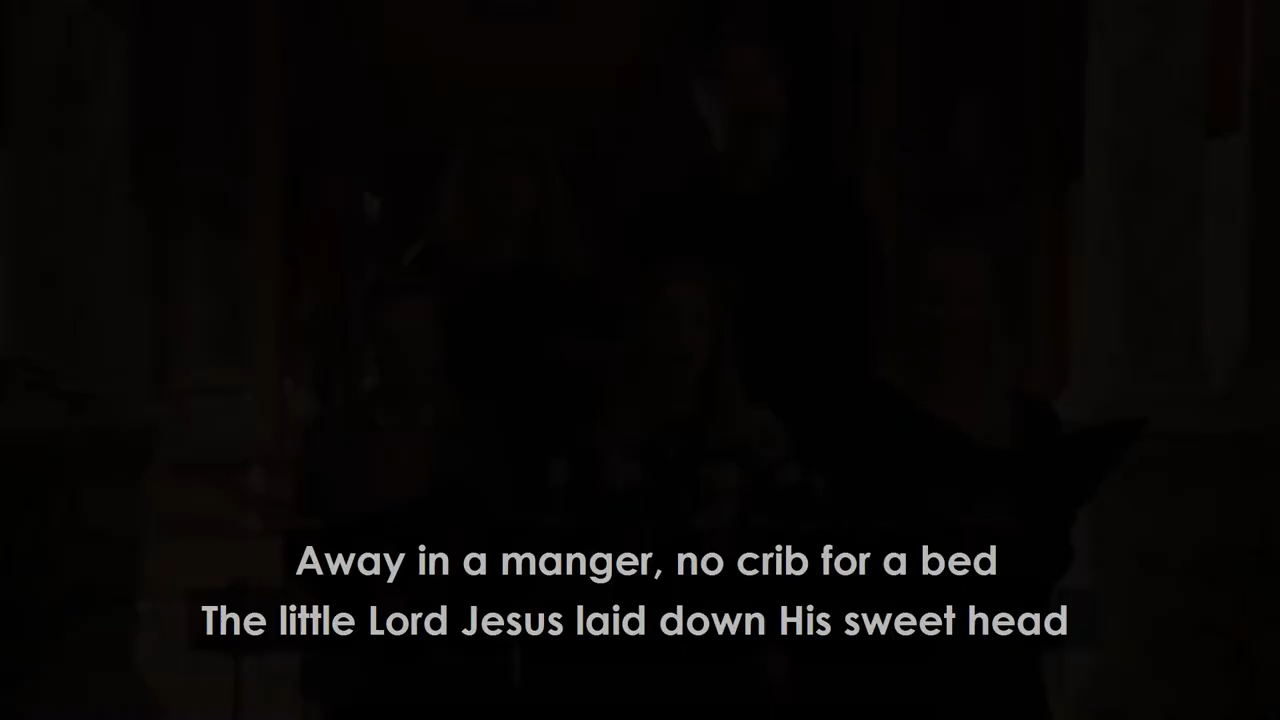 Away in a manger, no crib for a bed
The little Lord Jesus laid down His sweet head